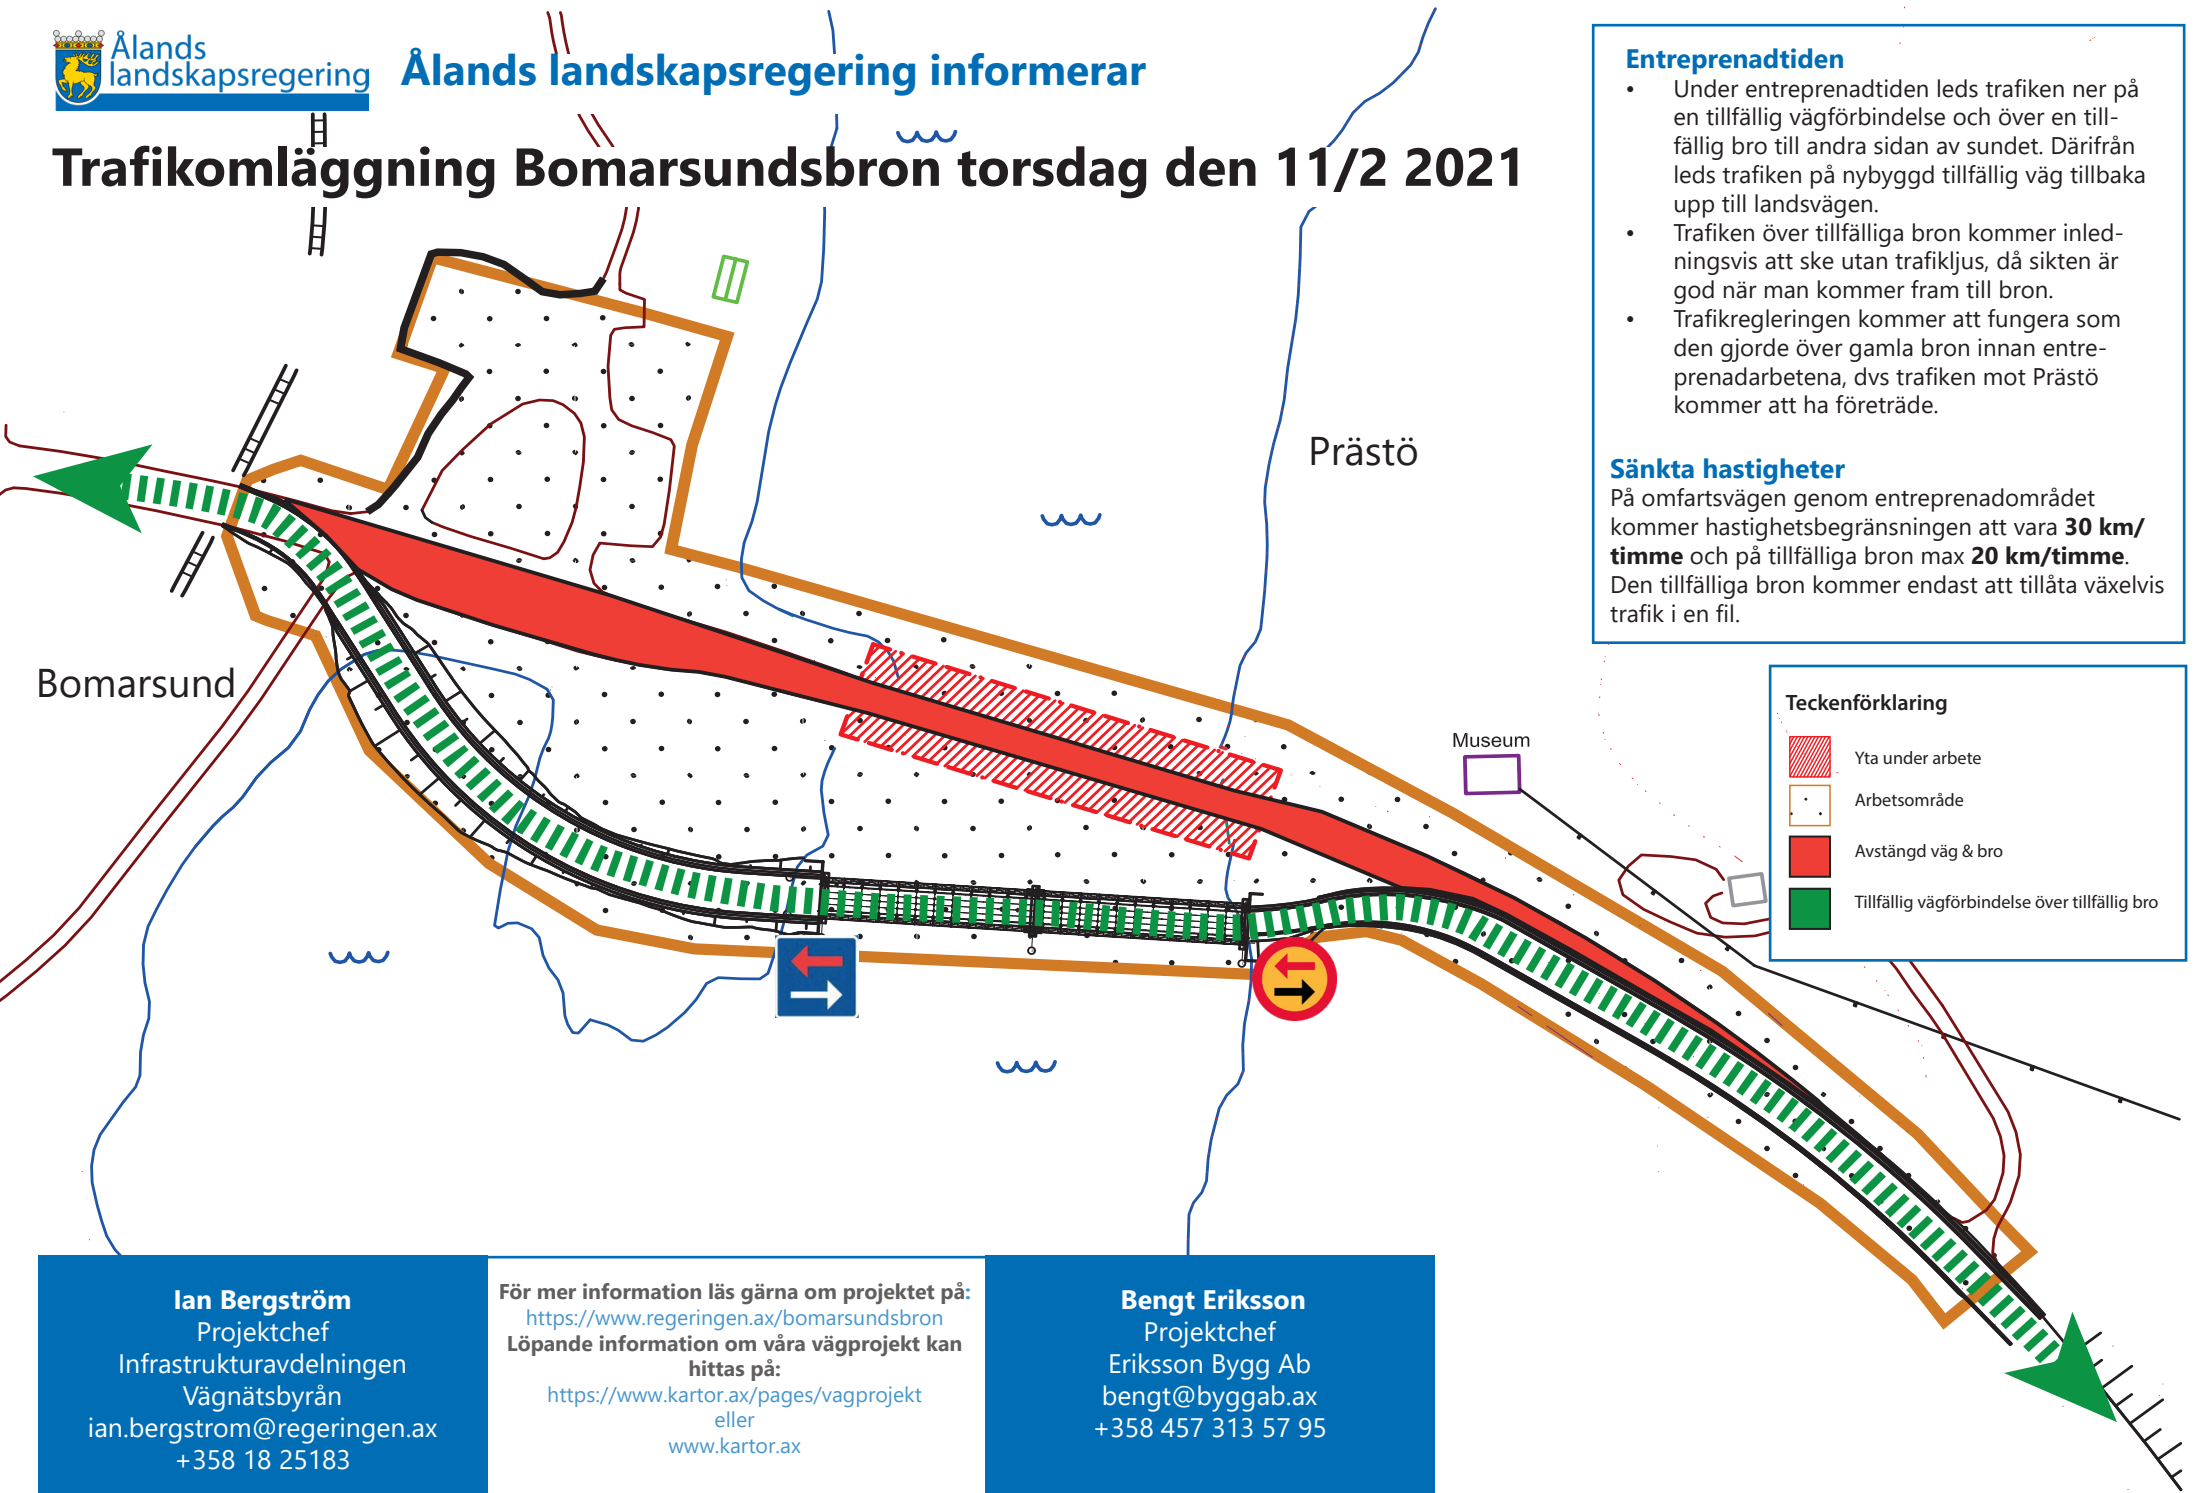 Ålands
landskapsregering
Ålands landskapsregering informerar
Trafikomläggning Bomarsundsbron torsdag den 11/2 2021
Entreprenadtiden
• Under entreprenadtiden leds trafiken ner på
en tillfällig vägförbindelse och över en till-
fällig bro till andra sidan av sundet. Därifrån
leds trafiken på nybyggd tillfällig väg tillbaka
upp till landsvägen.
• Trafiken över tillfälliga bron kommer inled-
ningsvis att ske utan trafikljus, då sikten är
god när man kommer fram till bron.
• Trafikregleringen kommer att fungera som
den gjorde över gamla bron innan entre-
prenadarbetena, dvs trafiken mot Prästö
kommer att ha företräde.
Sänkta hastigheter
På omfartsvägen genom entreprenadområdet
kommer hastighetsbegränsningen att vara 30 km/
timme och på tillfälliga bron max 20 km/timme.
Den tillfälliga bron kommer endast att tillåta växelvis
trafik i en fil.
Prästö
Bomarsund
Museum
Teckenförklaring
Yta under arbete
Arbetsområde
Avstängd väg & bro
Tillfällig vägförbindelse över tillfällig bro
Ian Bergström
Projektchef
Infrastrukturavdelningen
Vägnätsbyrån
ian.bergstrom@regeringen.ax
+358 18 25183
För mer information läs gärna om projektet på:
https://www.regeringen.ax/bomarsundsbron
Löpande information om våra vägprojekt kan
hittas på:
https://www.kartor.ax/pages/vagprojekt
eller
www.kartor.ax
Bengt Eriksson
Projektchef
Eriksson Bygg Ab
bengt@byggab.ax
+358 457 313 57 95